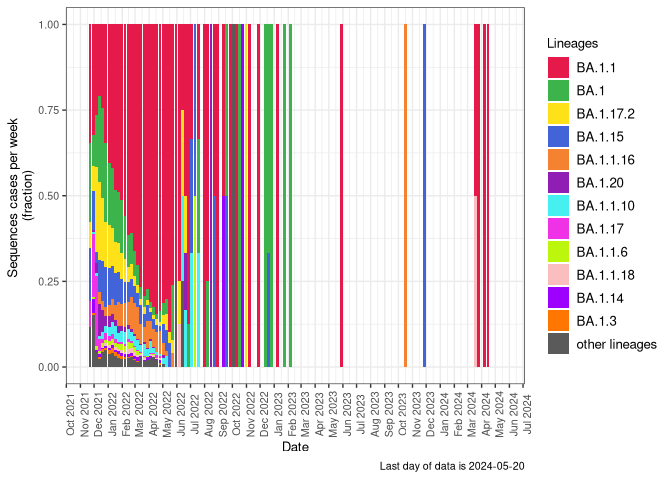 Sequences cases per week
(fraction)
1.00
0.75
0.50
0.25
0.00
Oct 2021
Nov 2021
Dec 2021
Jan 2022
Feb 2022
Mar 2022
Apr 2022
May 2022
Jun 2022
Jul 2022
Aug 2022
Sep 2022
Oct 2022
Nov 2022
Dec 2022
Jan 2023
Feb 2023
Mar 2023
Apr 2023
May 2023
Jun 2023
Jul 2023
Aug 2023
Sep 2023
Oct 2023
Nov 2023
Dec 2023
Jan 2024
Feb 2024
Mar 2024
Apr 2024
May 2024
Jun 2024
Jul 2024
Date
Lineages
BA.1.1
BA.1
BA.1.17.2
BA.1.15
BA.1.1.16
BA.1.20
BA.1.1.10
BA.1.17
BA.1.1.6
BA.1.1.18
BA.1.14
BA.1.3
other lineages
Last day of data is 2024-05-20